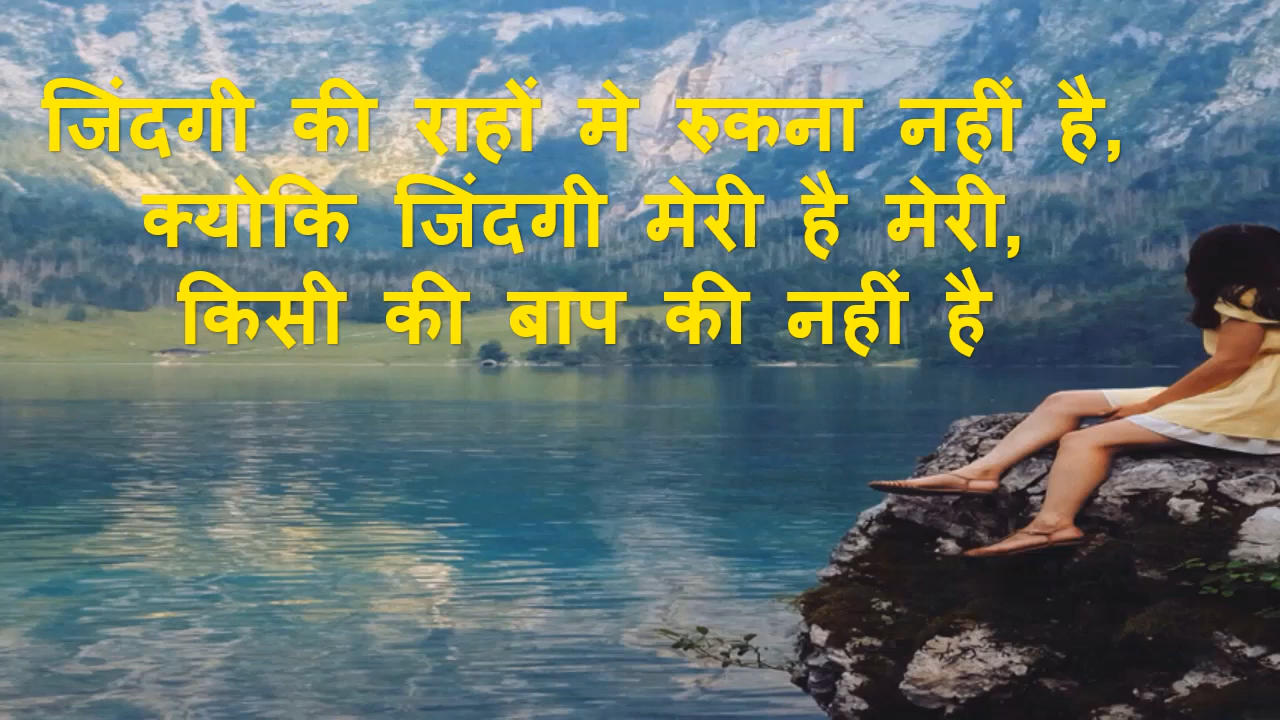 जिंदगी की राहों मे रुकना नहीं है,
क्योकि जिंदगी मेरी है मेरी,
किसी की बाप की नहीं है